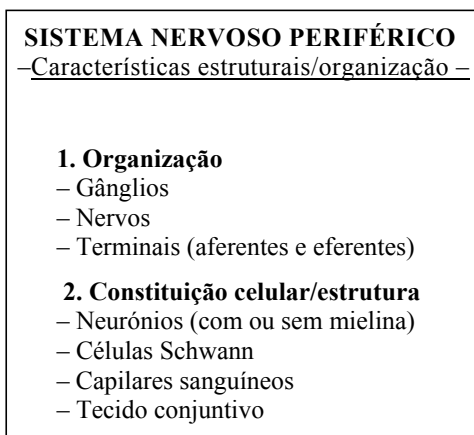 SISTEMA NERVOSO PERIFÉRICO
–Características estruturais/organização –
1. Organização
– Gânglios
– Nervos
– Terminais (aferentes e eferentes)
2. Constituição celular/estrutura
– Neurónios (com ou sem mielina)
– Células Schwann
– Capilares sanguíneos
– Tecido conjuntivo